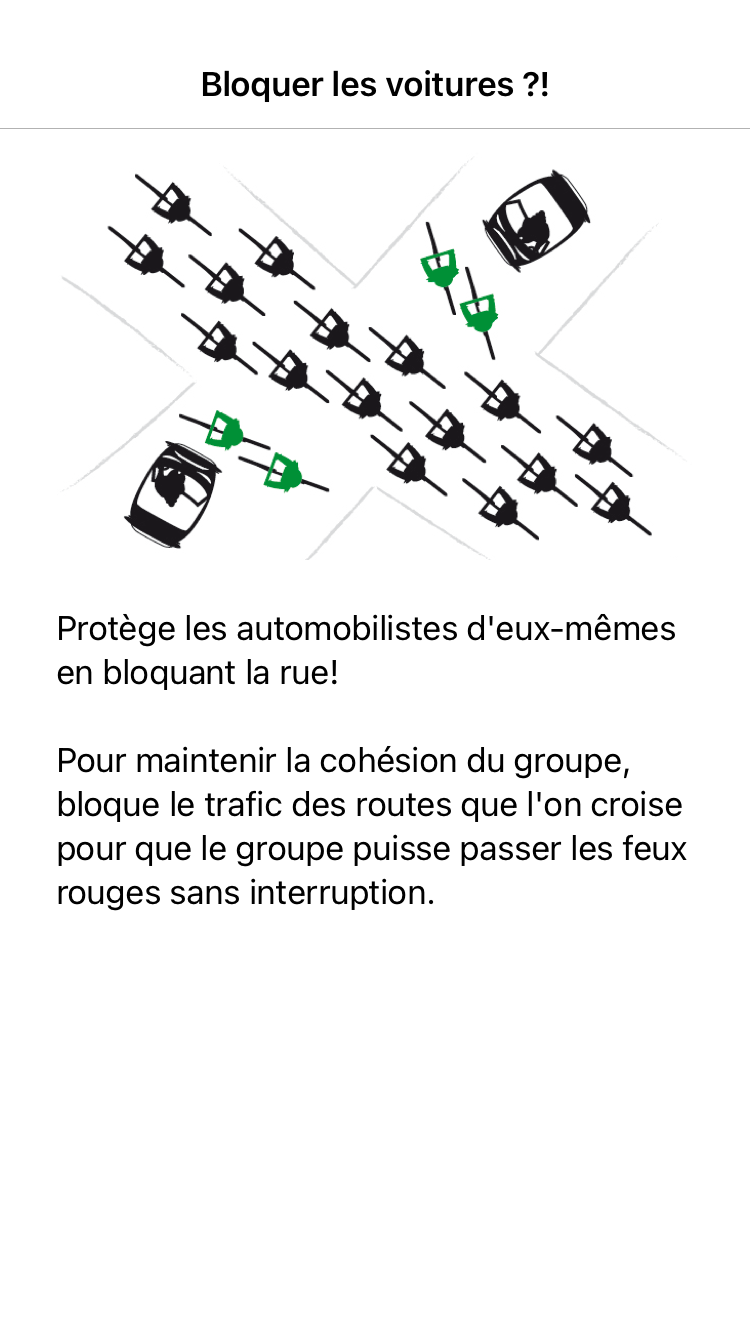 Bloquer les voitures ?!
Protège les automobilistes d'eux-mêmes
en bloquant la rue!
Pour maintenir la cohésion du groupe,
bloque le trafic des routes que l'on croise
pour que le groupe puisse passer les feux
rouges sans interruption.